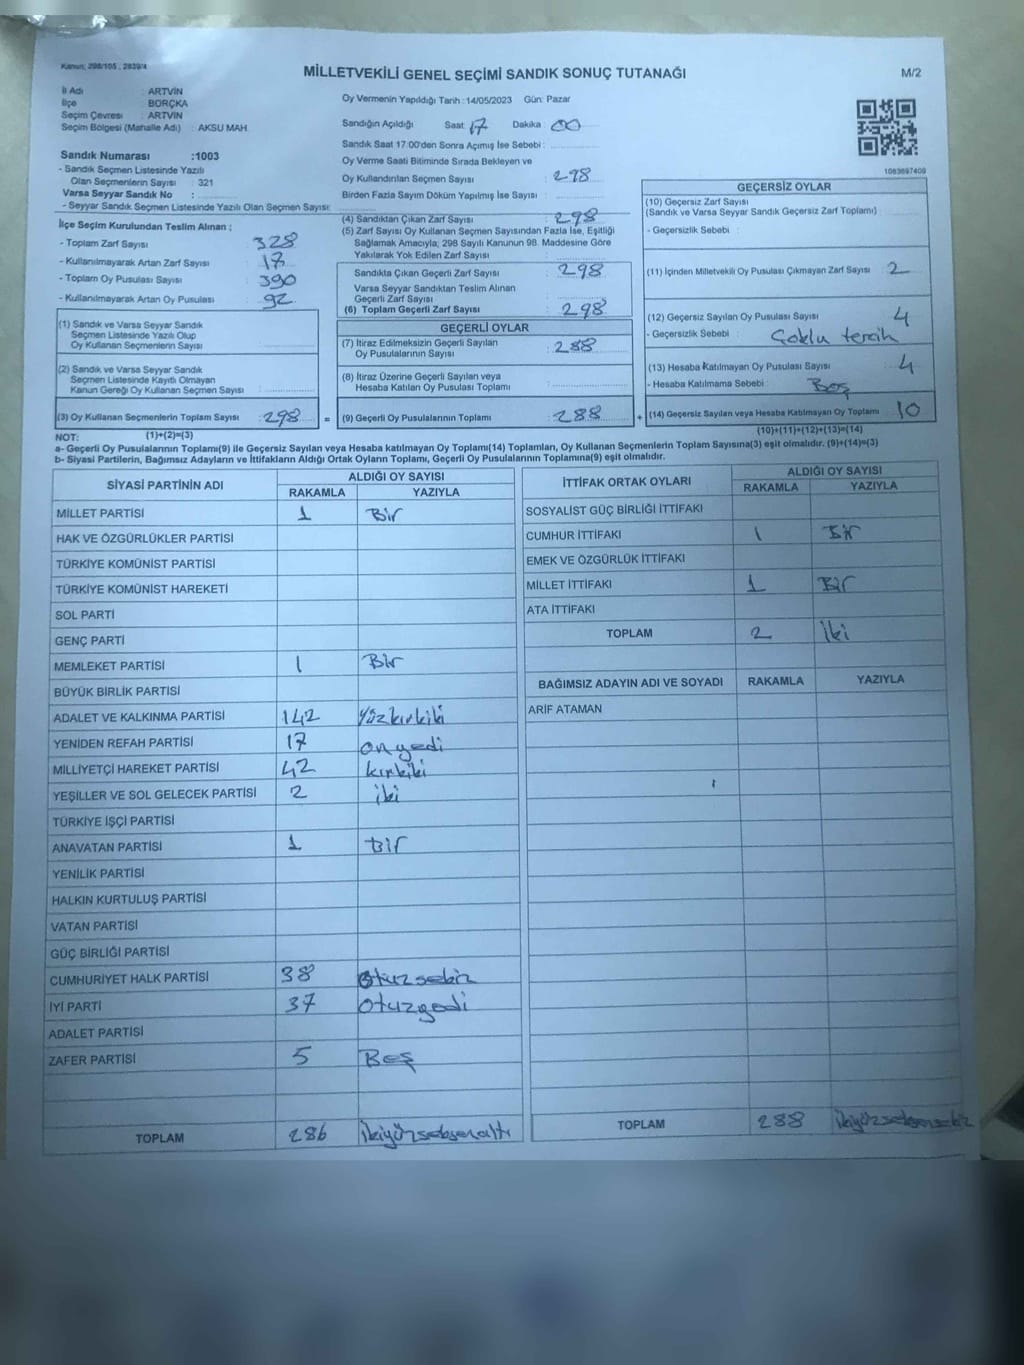 Kanun; 298/105 , 2839/4
MİLLETVEKİLİ GENEL SEÇİMİ SANDIK SONUÇ TUTANAĞI
M/2
İl Adı : ARTVİN
İlçe : BORÇKA
Seçim Çevresi : ARTVİN
Seçim Bölgesi (Mahalle Adı) : AKSU MAH.
Sandık Numarası :1003
- Sandık Seçmen Listesinde Yazılı
Olan Seçmenlerin Sayısı : 321
Varsa Seyyar Sandık No :
- Seyyar Sandık Seçmen Listesinde Yazılı Olan Seçmen Sayısı:
Oy Vermenin Yapıldığı Tarih :14/05/2023 Gün: Pazar
Sandığın Açıldığı Saat: 17 Dakika : 00
Sandık Saat 17:00'den Sonra Açımış İse Sebebi :
Oy Verme Saati Bitiminde Sırada Bekleyen ve
Oy Kullandırılan Seçmen Sayısı : 298
Birden Fazla Sayım Döküm Yapılmış İse Sayısı :
1083697409
İlçe Seçim Kurulundan Teslim Alınan ;
- Toplam Zarf Sayısı : 328
- Kullanılmayarak Artan Zarf Sayısı : 17
- Toplam Oy Pusulası Sayısı : 390
- Kullanılmayarak Artan Oy Pusulası : 92
(1) Sandık ve Varsa Seyyar Sandık
Seçmen Listesinde Yazılı Olup
Oy Kullanan Seçmenlerin Sayısı :
(2) Sandık ve Varsa Seyyar Sandık
Seçmen Listesinde Kayıtlı Olmayan
Kanun Gereği Oy Kullanan Seçmen Sayısı :
(3) Oy Kullanan Seçmenlerin Toplam Sayısı : 298 =
(1)+(2)=(3)
(4) Sandıktan Çıkan Zarf Sayısı : 298
(5) Zarf Sayısı Oy Kullanan Seçmen Sayısından Fazla İse, Eşitliği
Sağlamak Amacıyla; 298 Sayılı Kanunun 98. Maddesine Göre
Yakılarak Yok Edilen Zarf Sayısı :
Sandıkta Çıkan Geçerli Zarf Sayısı : 298
Varsa Seyyar Sandıktan Teslim Alınan
Geçerli Zarf Sayısı :
(6) Toplam Geçerli Zarf Sayısı : 298
GEÇERLİ OYLAR
(7) İtiraz Edilmeksizin Geçerli Sayılan
Oy Pusulalarının Sayısı : 288
(8) İtiraz Üzerine Geçerli Sayılan veya
Hesaba Katılan Oy Pusulası Toplamı :
(9) Geçerli Oy Pusulalarının Toplamı : 288 +
GEÇERSİZ OYLAR
(10) Geçersiz Zarf Sayısı
(Sandık ve Varsa Seyyar Sandık Geçersiz Zarf Toplamı) :
- Geçersizlik Sebebi :
(11) İçinden Milletvekili Oy Pusulası Çıkmayan Zarf Sayısı : 2
(12) Geçersiz Sayılan Oy Pusulası Sayısı : 4
- Geçersizlik Sebebi : Çoklu tercih
(13) Hesaba Katılmayan Oy Pusulası Sayısı : 4
- Hesaba Katılmama Sebebi : Boş
(14) Geçersiz Sayılan veya Hesaba Katılmayan Oy Toplamı : 10
(10)+(11)+(12)+(13)=(14)
NOT:
a- Geçerli Oy Pusulalarının Toplamı(9) ile Geçersiz Sayılan veya Hesaba katılmayan Oy Toplamı(14) Toplamları, Oy Kullanan Seçmenlerin Toplam Sayısına(3) eşit olmalıdır. (9)+(14)=(3)
b- Siyasi Partilerin, Bağımsız Adayların ve İttifakların Aldığı Ortak Oyların Toplamı, Geçerli Oy Pusulalarının Toplamına(9) eşit olmalıdır.
SİYASİ PARTİNİN ADI ALDIĞI OY SAYISI
RAKAMLA YAZIYLA
MİLLET PARTİSİ 1 Bir
HAK VE ÖZGÜRLÜKLER PARTİSİ
TÜRKİYE KOMÜNİST PARTİSİ
TÜRKİYE KOMÜNİST HAREKETİ
SOL PARTİ
GENÇ PARTİ
MEMLEKET PARTİSİ 1 Bir
BÜYÜK BİRLİK PARTİSİ
ADALET VE KALKINMA PARTİSİ 142 Yüzkırkiki
YENİDEN REFAH PARTİSİ 17 onyedi
MİLLİYETÇİ HAREKET PARTİSİ 42 kırkiki
YEŞİLLER VE SOL GELECEK PARTİSİ 2 iki
TÜRKİYE İŞÇİ PARTİSİ
ANAVATAN PARTİSİ 1 Bir
YENİLİK PARTİSİ
HALKIN KURTULUŞ PARTİSİ
VATAN PARTİSİ
GÜÇ BİRLİĞİ PARTİSİ
CUMHURİYET HALK PARTİSİ 38 otuzsekiz
İYİ PARTİ 37 otuzyedi
ADALET PARTİSİ
ZAFER PARTİSİ 5 Beş
TOPLAM 286 İkiyüzseksenaltı
İTTİFAK ORTAK OYLARI ALDIĞI OY SAYISI
RAKAMLA YAZIYLA
SOSYALİST GÜÇ BİRLİĞİ İTTİFAKI
CUMHUR İTTİFAKI 1 Bir
EMEK VE ÖZGÜRLÜK İTTİFAKI
MİLLET İTTİFAKI 1 Bir
ATA İTTİFAKI
TOPLAM 2 İki
BAĞIMSIZ ADAYIN ADI VE SOYADI RAKAMLA YAZIYLA
ARİF ATAMAN
TOPLAM 288 ikiyüzseksensekiz